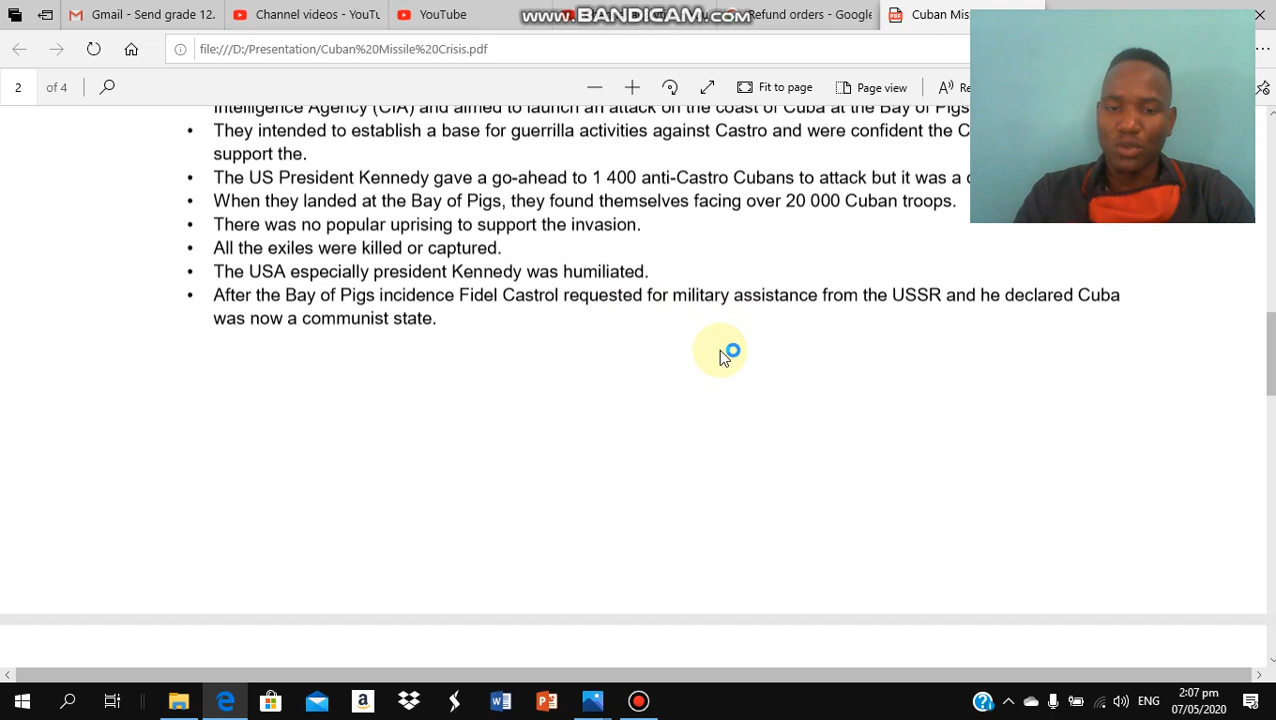 Gmail - Send grade 12.
Channel videos - YouTu
YouTube
www.BANDICAM.com
Refund orders - Google
Cuban Mis
file:///D:/Presentation/Cuban%20Missile%20Crisis.pdf
2 of 4
Fit to page
Page view
Re
Intelligence Agency (CIA) and aimed to launch an attack on the coast of Cuba at the Bay of Pigs
• They intended to establish a base for guerrilla activities against Castro and were confident the C
support the.
• The US President Kennedy gave a go-ahead to 1 400 anti-Castro Cubans to attack but it was a
• When they landed at the Bay of Pigs, they found themselves facing over 20 000 Cuban troops.
• There was no popular uprising to support the invasion.
• All the exiles were killed or captured.
• The USA especially president Kennedy was humiliated.
• After the Bay of Pigs incidence Fidel Castrol requested for military assistance from the USSR and he declared Cuba
was now a communist state.
ENG
2:07 pm
07/05/2020